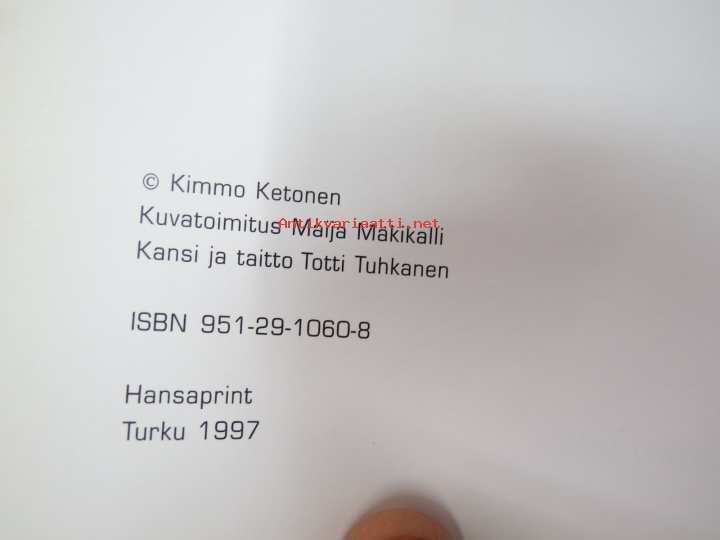 © Kimmo Ketonen
Kuvatoimitus Maija Mäkikalli
Antikvariaatti.net
Kansi ja taitto Totti Tuhkanen
ISBN 951-29-1060-8
Hansaprint
Turku 1997